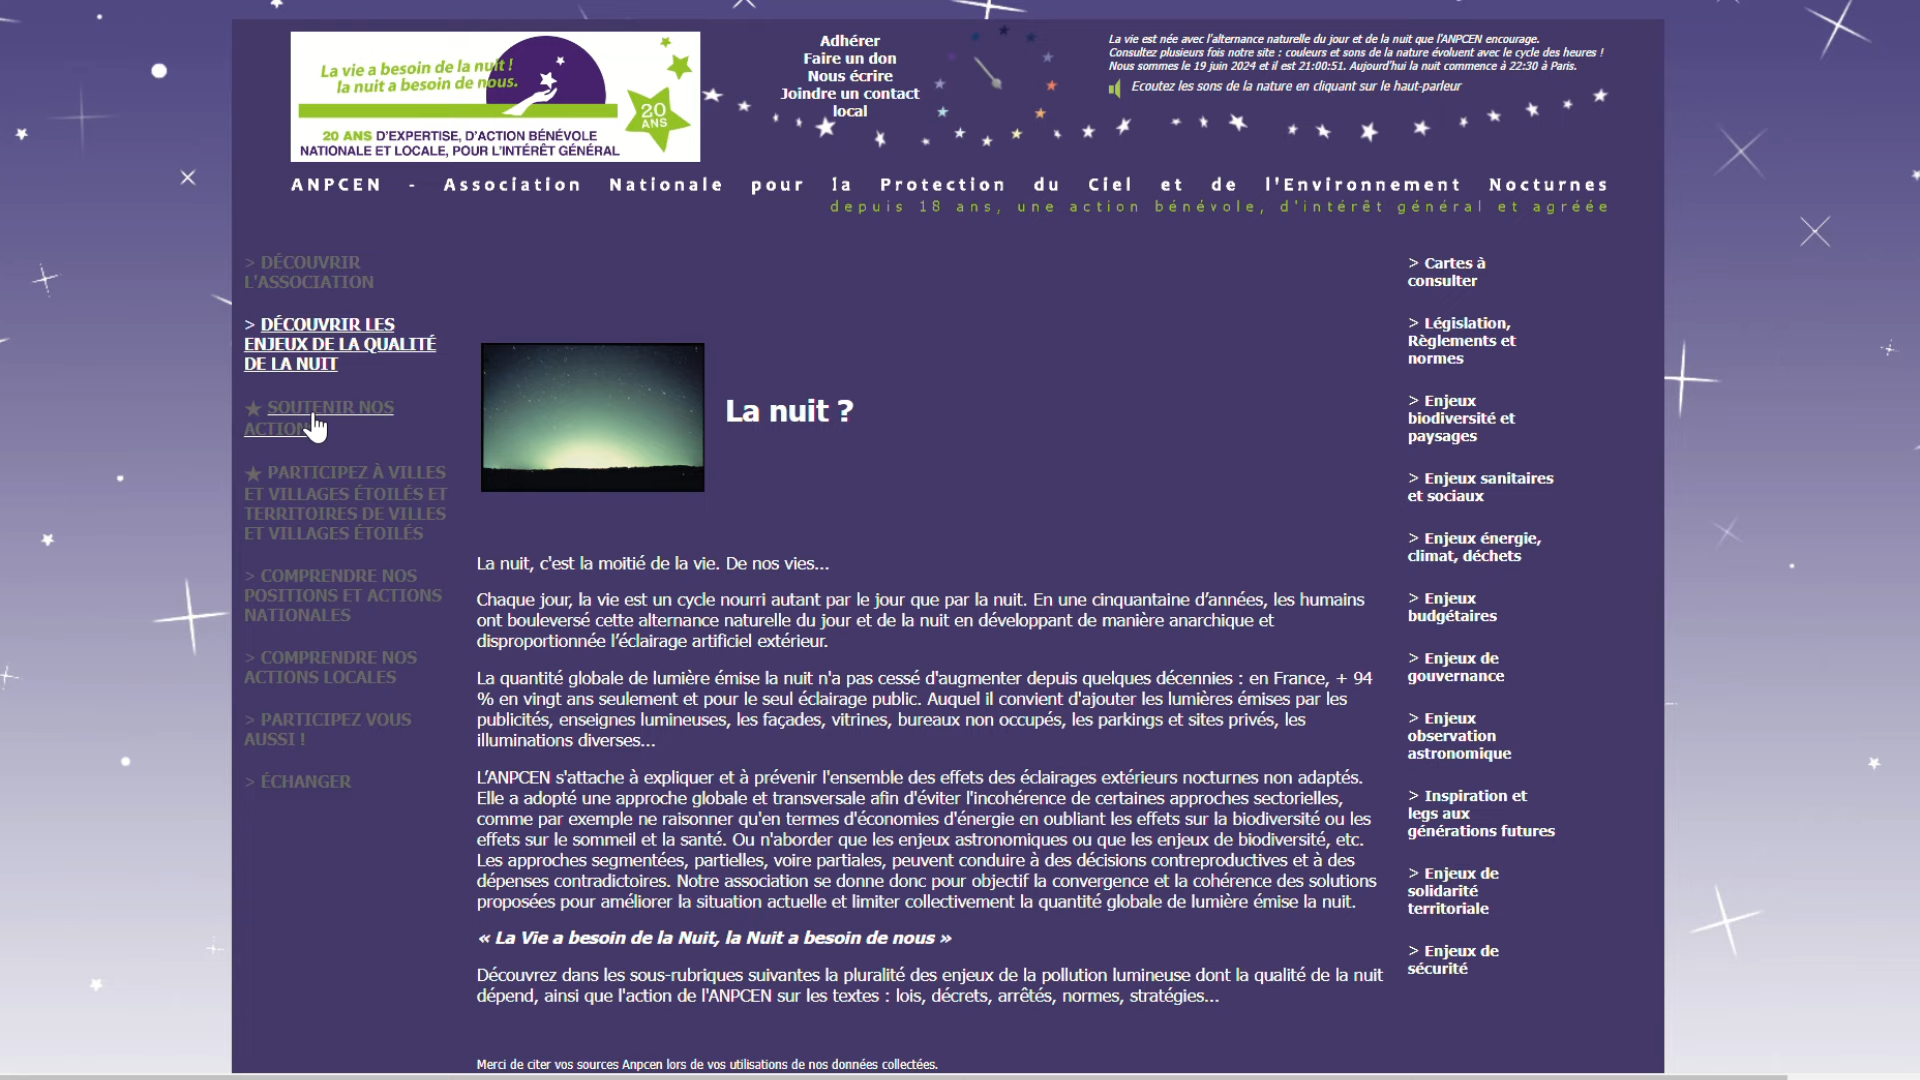 La vie a besoin de la nuit !
la nuit a besoin de nous.
20
ANS
20 ANS D'EXPERTISE, D'ACTION BÉNÉVOLE
NATIONALE ET LOCALE, POUR L'INTÉRÊT GÉNÉRAL
Adhérer
Faire un don
Nous écrire
Joindre un contact
local
La vie est née avec l'alternance naturelle du jour et de la nuit que l'ANPCEN encourage.
Consultez plusieurs fois notre site : couleurs et sons de la nature évoluent avec le cycle des heures !
Nous sommes le 19 juin 2024 et il est 21:00:51. Aujourd'hui la nuit commence à 22:30 à Paris.
Ecoutez les sons de la nature en cliquant sur le haut-parleur
ANPCEN - Association Nationale pour la Protection du Ciel et de l'Environnement Nocturnes
depuis 18 ans, une action bénévole, d'intérêt général et agréée
> DÉCOUVRIR
L'ASSOCIATION
> DÉCOUVRIR LES
ENJEUX DE LA QUALITÉ
DE LA NUIT
★ SOUTENIR NOS
ACTION
★ PARTICIPEZ À VILLES
ET VILLAGES ÉTOILÉS ET
TERRITOIRES DE VILLES
ET VILLAGES ÉTOILÉS
> COMPRENDRE NOS
POSITIONS ET ACTIONS
NATIONALES
> COMPRENDRE NOS
ACTIONS LOCALES
> PARTICIPEZ VOUS
AUSSI !
> ÉCHANGER
La nuit ?
La nuit, c'est la moitié de la vie. De nos vies...
Chaque jour, la vie est un cycle nourri autant par le jour que par la nuit. En une cinquantaine d’années, les humains
ont bouleversé cette alternance naturelle du jour et de la nuit en développant de manière anarchique et
disproportionnée l’éclairage artificiel extérieur.
La quantité globale de lumière émise la nuit n'a pas cessé d'augmenter depuis quelques décennies : en France, + 94
% en vingt ans seulement et pour le seul éclairage public. Auquel il convient d'ajouter les lumières émises par les
publicités, enseignes lumineuses, les façades, vitrines, bureaux non occupés, les parkings et sites privés, les
illuminations diverses...
L’ANPCEN s'attache à expliquer et à prévenir l'ensemble des effets des éclairages extérieurs nocturnes non adaptés.
Elle a adopté une approche globale et transversale afin d'éviter l'incohérence de certaines approches sectorielles,
comme par exemple ne raisonner qu'en termes d'économies d'énergie en oubliant les effets sur la biodiversité ou les
effets sur le sommeil et la santé. Ou n'aborder que les enjeux astronomiques ou que les enjeux de biodiversité, etc.
Les approches segmentées, partielles, voire partiales, peuvent conduire à des décisions contreproductives et à des
dépenses contradictoires. Notre association se donne donc pour objectif la convergence et la cohérence des solutions
proposées pour améliorer la situation actuelle et limiter collectivement la quantité globale de lumière émise la nuit.
« La Vie a besoin de la Nuit, la Nuit a besoin de nous »
Découvrez dans les sous-rubriques suivantes la pluralité des enjeux de la pollution lumineuse dont la qualité de la nuit
dépend, ainsi que l'action de l'ANPCEN sur les textes : lois, décrets, arrêtés, normes, stratégies...
Merci de citer vos sources Anpcen lors de vos utilisations de nos données collectées.
> Cartes à
consulter
> Législation,
Règlements et
normes
> Enjeux
biodiversité et
paysages
> Enjeux sanitaires
et sociaux
> Enjeux énergie,
climat, déchets
> Enjeux
budgétaires
> Enjeux de
gouvernance
> Enjeux
observation
astronomique
> Inspiration et
legs aux
générations futures
> Enjeux de
solidarité
territoriale
> Enjeux de
sécurité